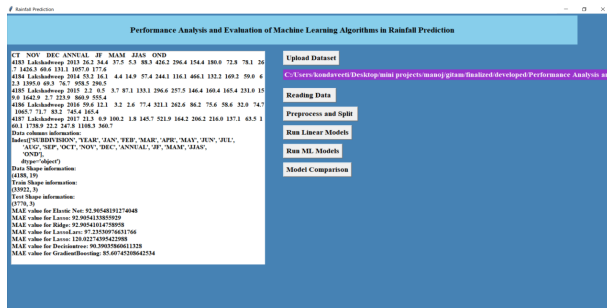 Rainfall Prediction
Performance Analysis and Evaluation of Machine Learning Algorithms in Rainfall Prediction
CT NOV DEC ANNUAL JF MAM JJAS OND
4183 Lakshadweep 2013 26.2 34.4 37.5 5.3 88.3 426.2 296.4 154.4 180.0 72.8 78.1 26
.7 1426.3 60.6 131.1 1057.0 177.6
4184 Lakshadweep 2014 53.2 16.1 4.4 14.9 57.4 244.1 116.1 466.1 132.2 169.2 59.0 6
2.3 1395.0 69.3 76.7 958.5 290.5
4185 Lakshadweep 2015 2.2 0.5 3.7 87.1 133.1 296.6 257.5 146.4 160.4 165.4 231.0 15
9.0 1642.9 2.7 223.9 860.9 555.4
4186 Lakshadweep 2016 59.6 12.1 3.2 2.6 77.4 321.1 262.6 86.2 75.6 58.6 32.0 74.7
1065.7 71.7 83.2 745.4 165.4
4187 Lakshadweep 2017 21.3 0.9 100.2 1.8 145.7 521.9 164.2 206.2 216.0 137.1 63.5 1
60.1 1738.9 22.2 247.8 1108.3 360.7
Data columns information:
Index(['SUBDIVISION', 'YEAR', 'JAN', 'FEB', 'MAR', 'APR', 'MAY', 'JUN', 'JUL',
'AUG', 'SEP', 'OCT', 'NOV', 'DEC', 'ANNUAL', 'JF', 'MAM', 'JJAS',
'OND'],
dtype='object')
Data Shape information:
(4188, 19)
Train Shape information:
(33922, 3)
Test Shape information:
(3770, 3)
MAE value for Elastic Net: 92.90548191274048
MAE value for Lasso: 92.9054133855929
MAE value for Ridge: 92.90541014758958
MAE value for LassoLars: 97.23530976631766
MAE value for Lasso: 120.02274395422988
MAE value for Decisiontree: 90.39035860611328
MAE value for GradientBoosting: 85.60745208642534
Upload Dataset
C:/Users/kondaveeti/Desktop/mini projects/manoj/gitam/finalized/developed/Performance Analysis an
Reading Data
Preprocess and Split
Run Linear Models
Run ML Models
Model Comparison